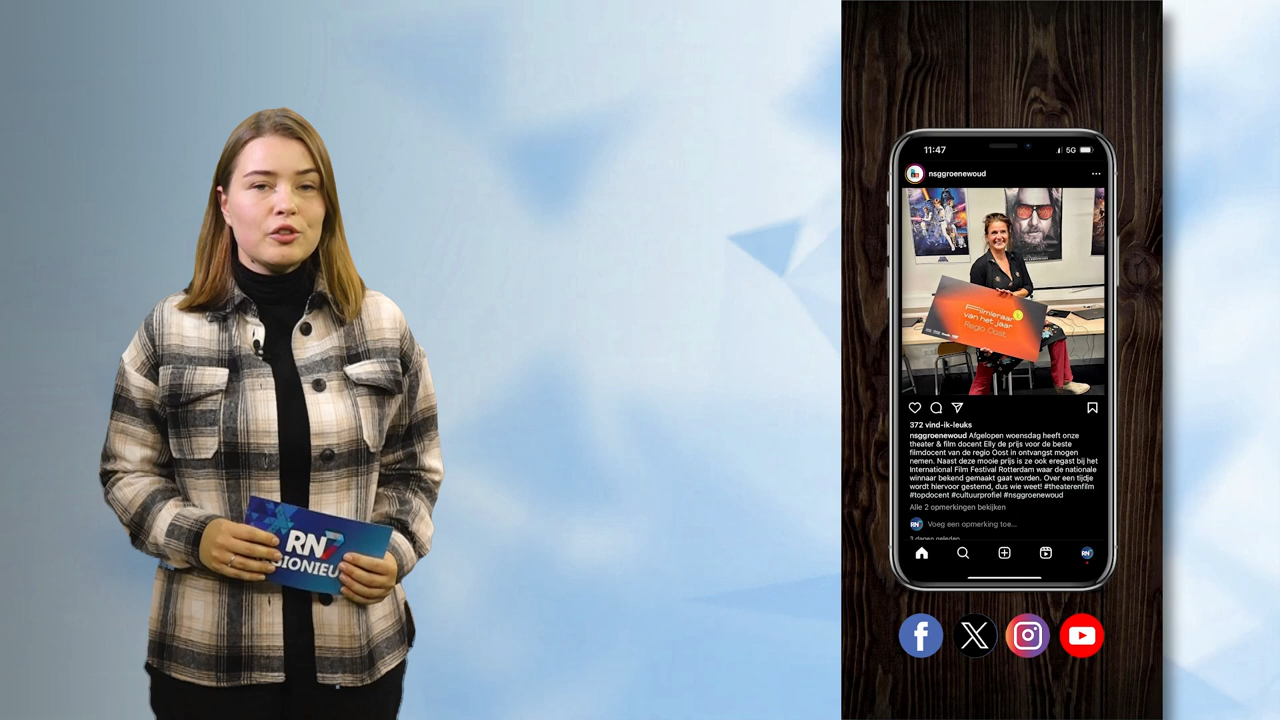 RN7
GIONIEU
11:47
5G
nsggroenewoud
Filmleraar
van het jaar
Regio Oost
372 vind-ik-leuks
nsggroenewoud Afgelopen woensdag heeft onze
theater & film docent Elly de prijs voor de beste
filmdocent van de regio Oost in ontvangst mogen
nemen. Naast deze mooie prijs is ze ook eregast bij het
International Film Festival Rotterdam waar de nationale
winnaar bekend gemaakt gaat worden. Over een tijdje
wordt hiervoor gestemd, dus wie weet! #theaterenfilm
#topdocent #cultuurprofiel #nsggroenewoud
Alle 2 opmerkingen bekijken
RN7
Voeg een opmerking toe...
3 dagen geleden
RN7